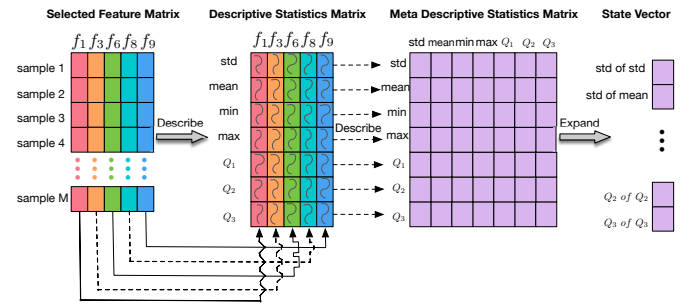 Selected Feature Matrix
Descriptive Statistics Matrix
Meta Descriptive Statistics Matrix
State Vector
f1 f3 f6 f8 f9
f1 f3 f6 f8 f9
std mean min max Q1 Q2 Q3
sample 1
sample 2
sample 3
sample 4
sample M
Describe
std
mean
min
max
Q1
Q2
Q3
Describe
std
mean
min
max
Q1
Q2
Q3
Expand
std of std
std of mean
Q2 of Q2
Q3 of Q3